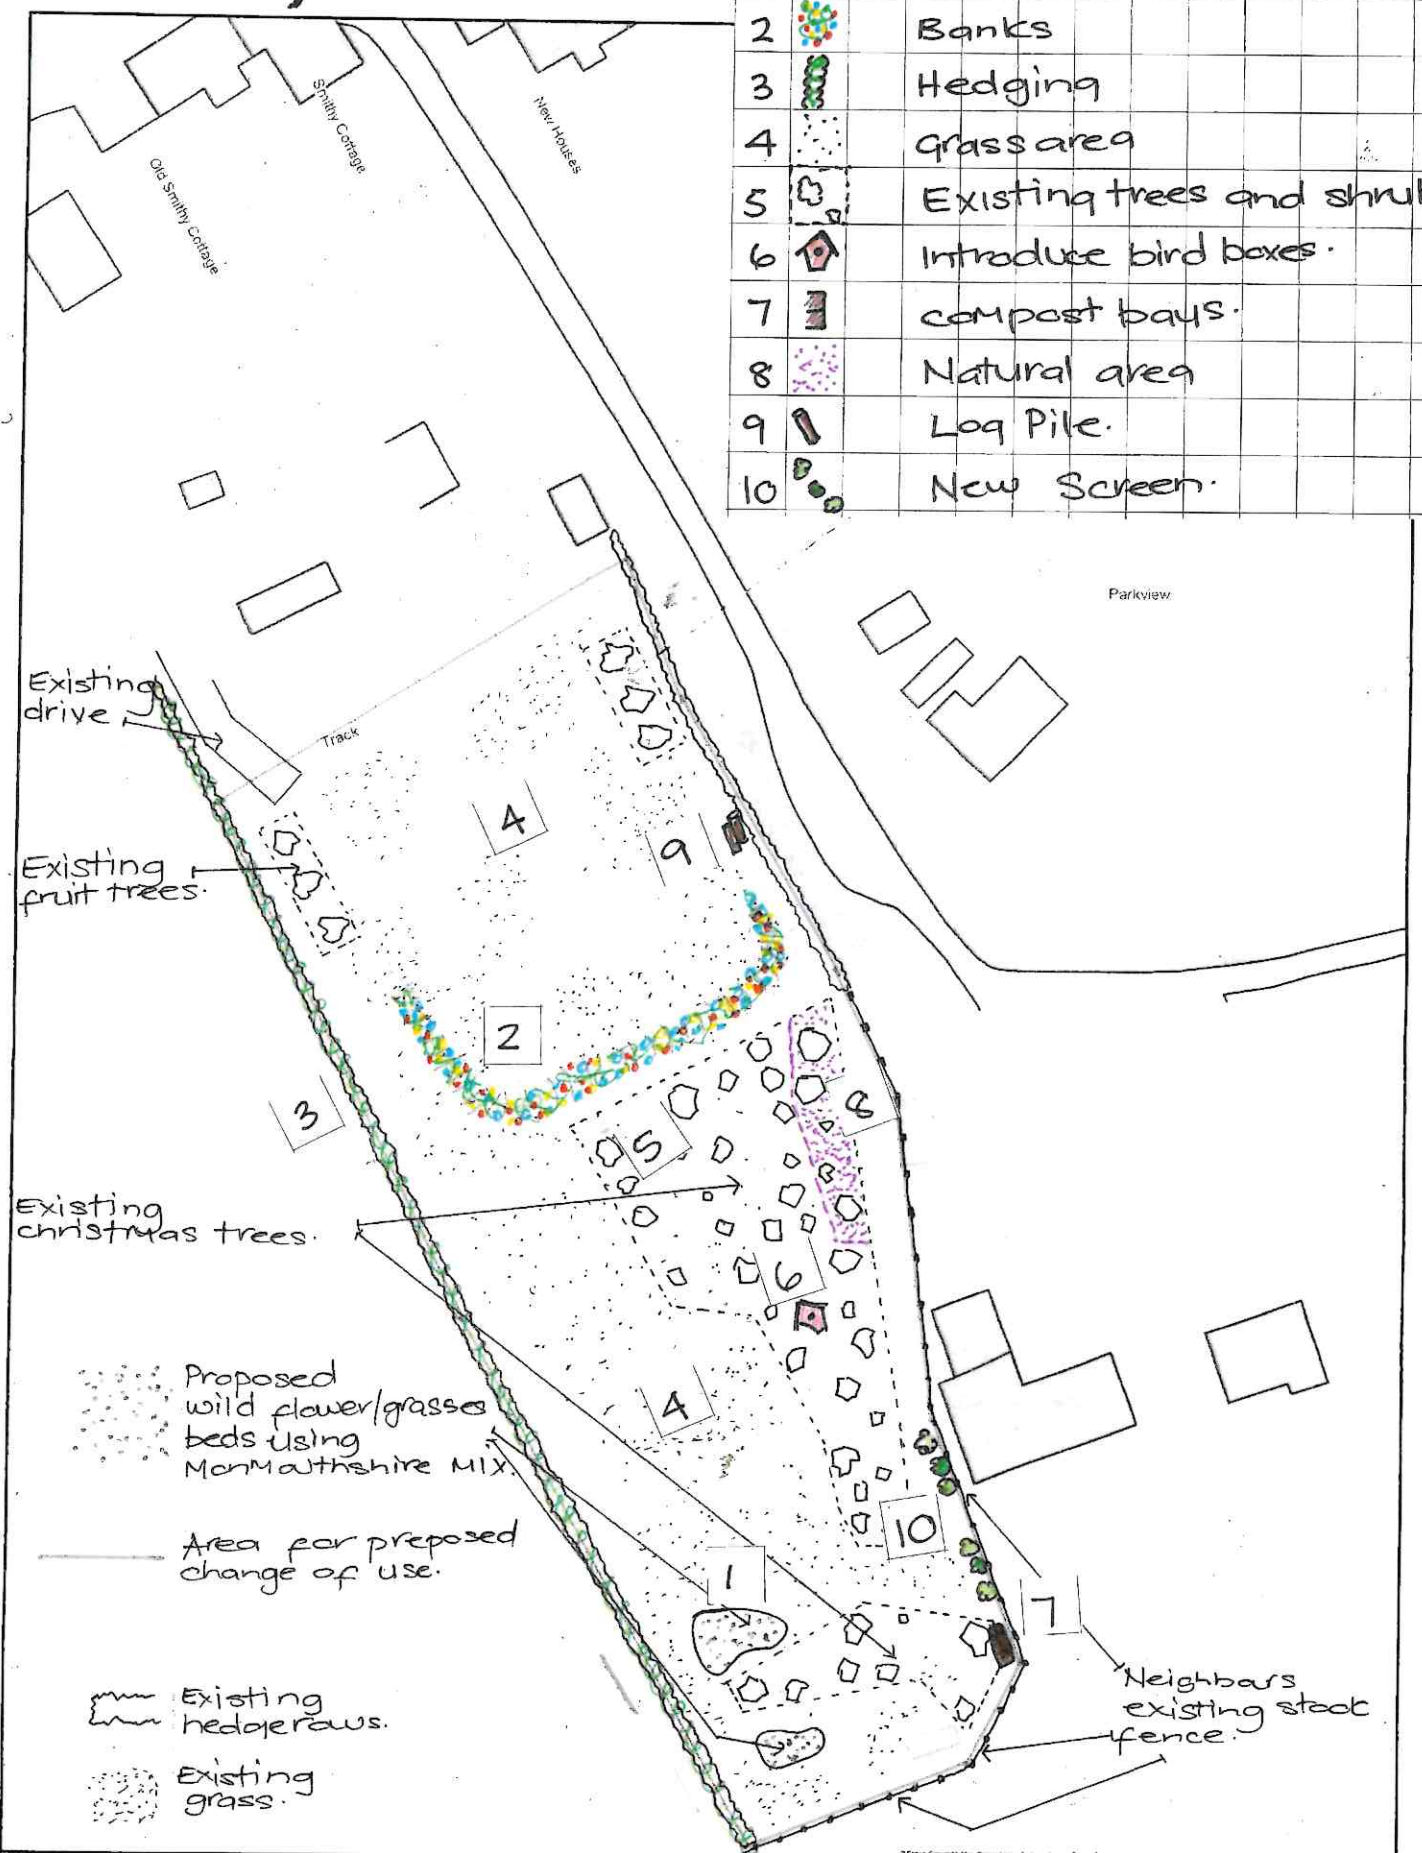 2 Banks
3 Hedging
4 Grass area
5 Existing trees and shrub
6 Introduce bird boxes.
7 compost bays.
8 Natural area
9 Log Pile.
10 New Screen.
Smithy Cottage
New Houses
Old Smithy Cottage
Parkview
Existing
drive
Track
4
9
Existing
fruit trees.
2
3
8
5
Existing
christmas trees.
6
Proposed
wild flower/grasses
beds using
Monmouthshire MIX.
4
Area for proposed
change of use.
10
1
7
Existing
hedgerows.
Neighbours
existing stock
fence.
Existing
grass.